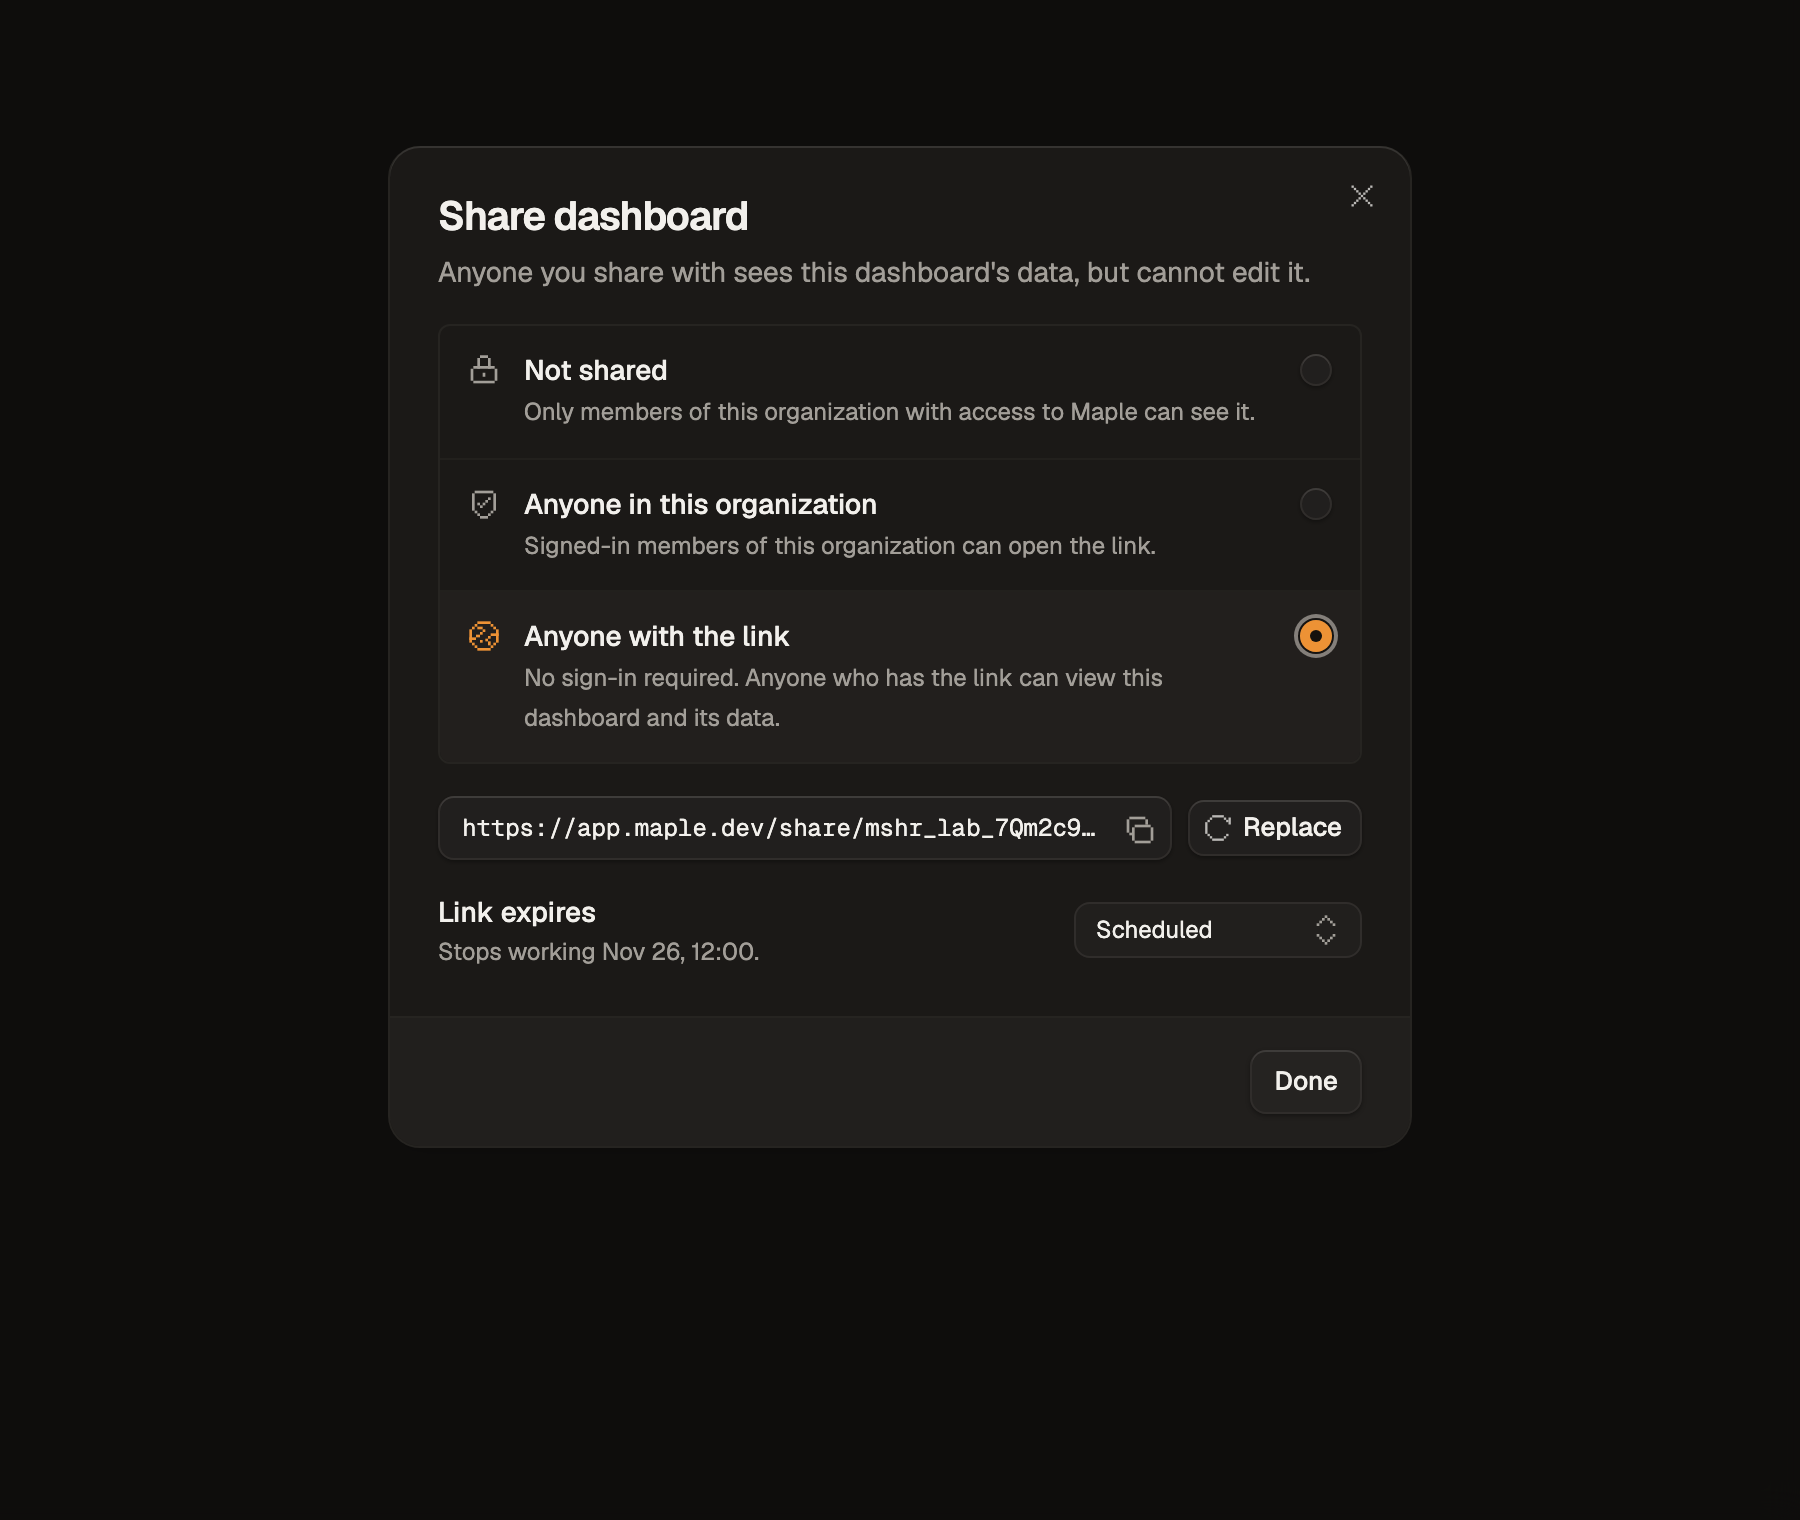 Share dashboard
Anyone you share with sees this dashboard's data, but cannot edit it.
Not shared
Only members of this organization with access to Maple can see it.
Anyone in this organization
Signed-in members of this organization can open the link.
Anyone with the link
No sign-in required. Anyone who has the link can view this
dashboard and its data.
https://app.maple.dev/share/mshr_lab_7Qm2c9…
Replace
Link expires
Scheduled
Stops working Nov 26, 12:00.
Done